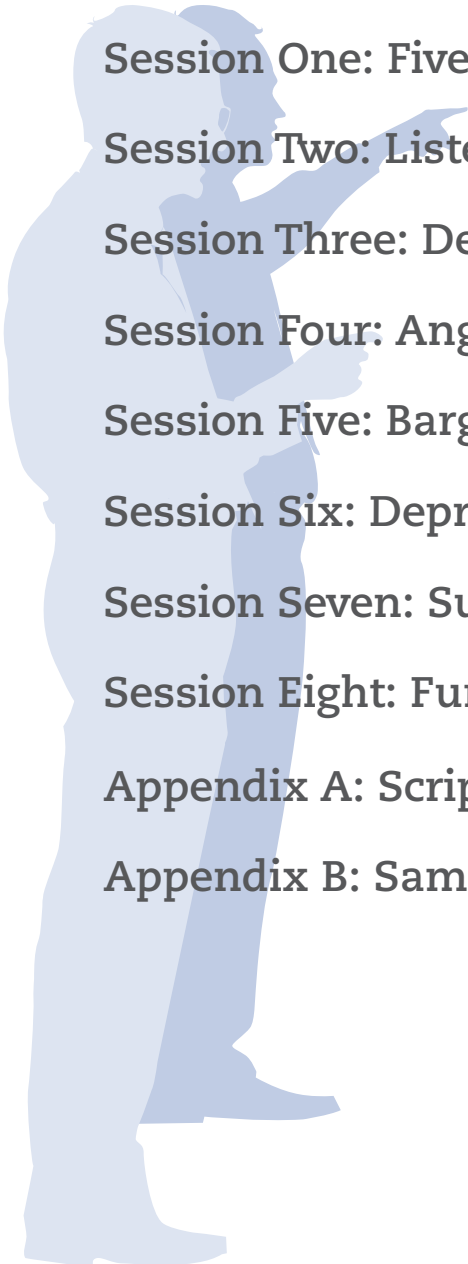 Session One: Five
Session Two: Liste
Session Three: De
Session Four: Ang
Session Five: Barg
Session Six: Depr
Session Seven: Su
Session Eight: Fun
Appendix A: Scrip
Appendix B: Sam